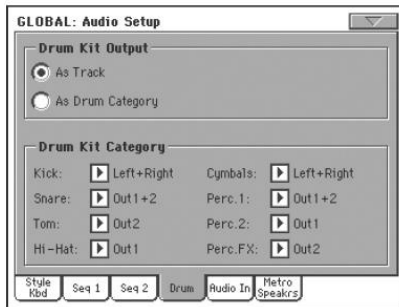 GLOBAL: Audio Setup
Drum Kit Output
As Track
As Drum Category
Drum Kit Category
Kick: Left+Right Cymbals: Left+Right
Snare: Out1+2 Perc.1: Out1+2
Tom: Out2 Perc.2: Out1
Hi-Hat: Out1 Perc.FX: Out2
Style Kbd Seq 1 Seq 2 Drum Audio In Metro Speakrs